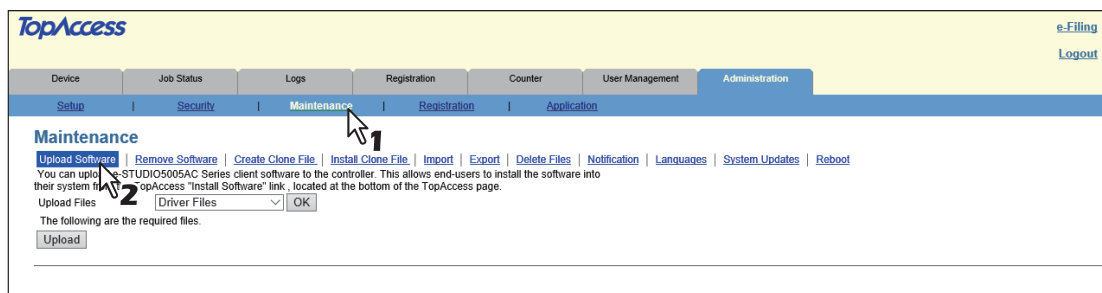 TopAccess
e-Filing
Logout
Device Job Status Logs Registration Counter User Management Administration
Setup | Security | Maintenance | Registration | Application
1
Maintenance
Upload Software | Remove Software | Create Clone File | Install Clone File | Import | Export | Delete Files | Notification | Languages | System Updates | Reboot
You can upload e-STUDIO5005AC Series client software to the controller. This allows end-users to install the software into
their system from the TopAccess "Install Software" link , located at the bottom of the TopAccess page.
2
Upload Files Driver Files OK
The following are the required files.
Upload